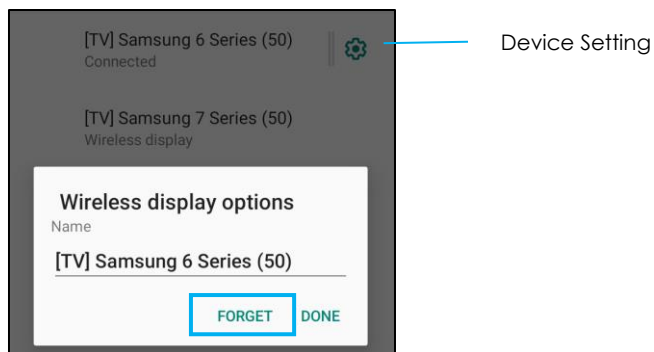 [TV] Samsung 6 Series (50)
Connected
Device Setting
[TV] Samsung 7 Series (50)
Wireless display
Wireless display options
Name
[TV] Samsung 6 Series (50)
FORGET DONE